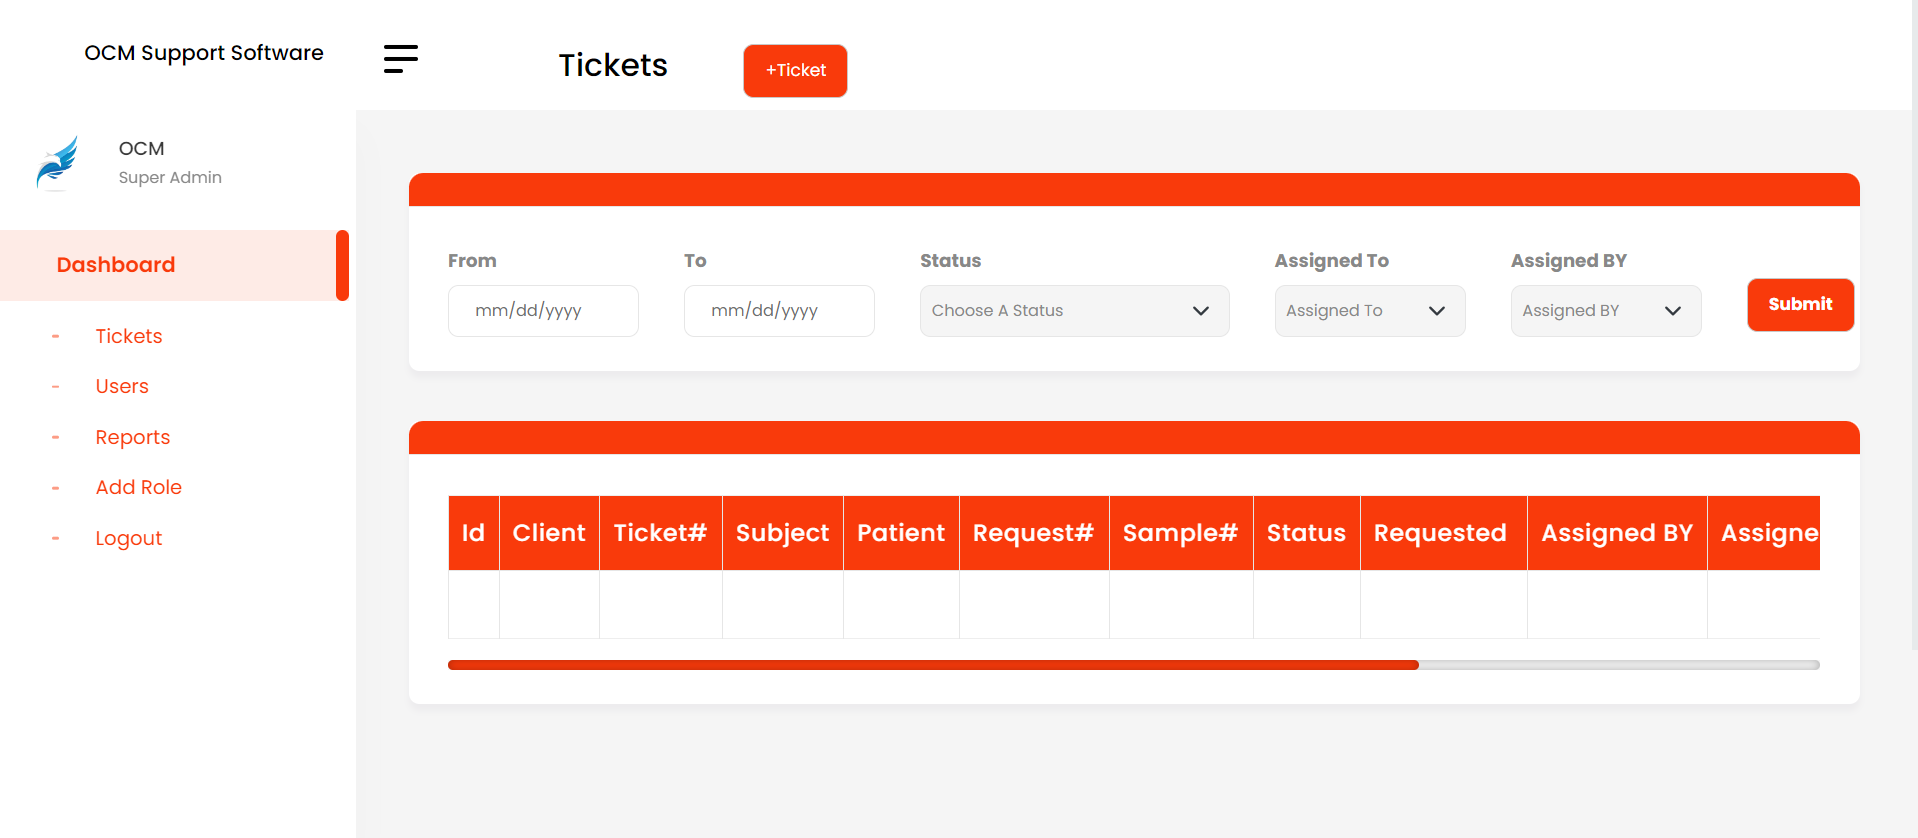 OCM Support Software
Tickets
+Ticket
OCM
Super Admin
Dashboard
- Tickets
- Users
- Reports
- Add Role
- Logout
From To Status Assigned To Assigned BY
mm/dd/yyyy mm/dd/yyyy Choose A Status Assigned To Assigned BY Submit
Id Client Ticket# Subject Patient Request# Sample# Status Requested Assigned BY Assigne